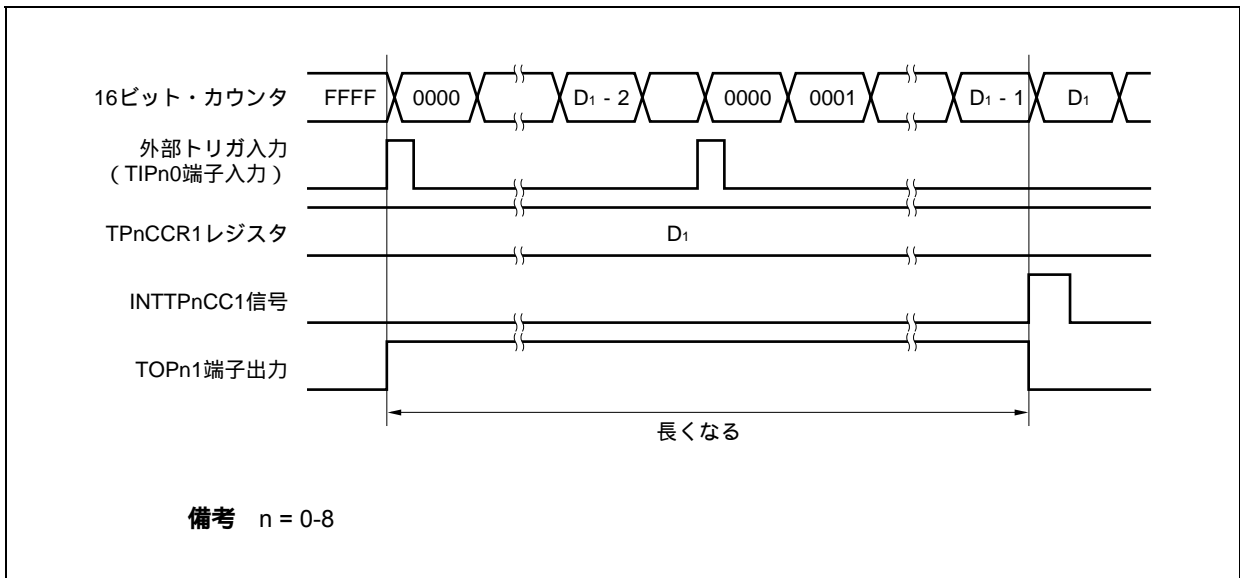 16ビット・カウンタ FFFF 0000 D1 - 2 0000 0001 D1 - 1 D1
外部トリガ入力
（TIPn0端子入力）
TPnCCR1レジスタ D1
INTTPnCC1信号
TOPn1端子出力
長くなる
備考 n = 0-8